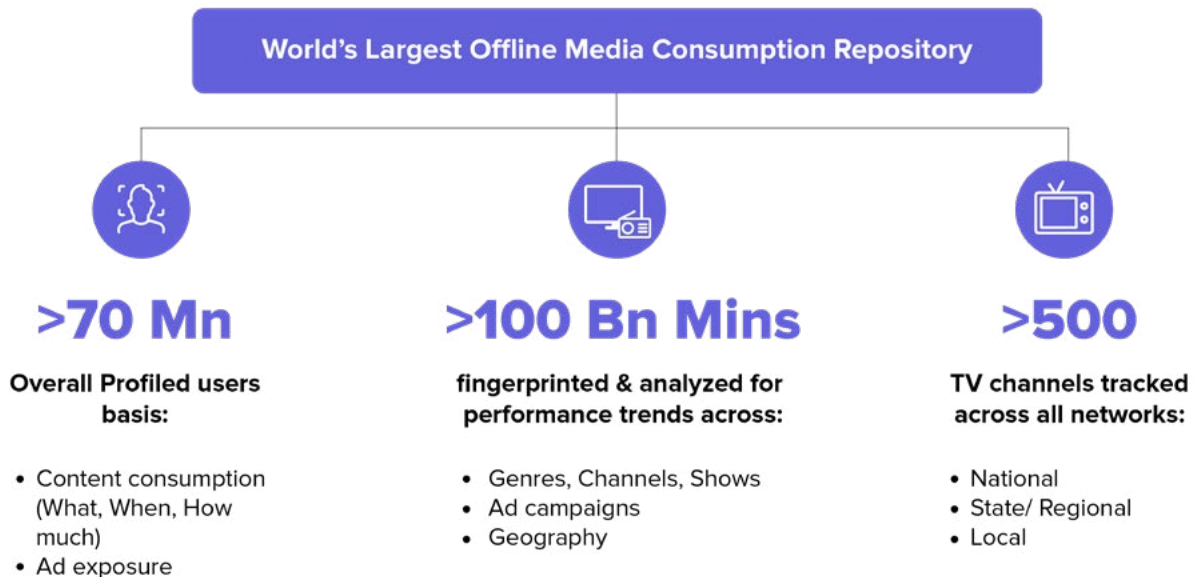 World's Largest Offline Media Consumption Repository
>70 Mn
Overall Profiled users
basis:
• Content consumption
(What, When, How
much)
• Ad exposure
>100 Bn Mins
fingerprinted & analyzed for
performance trends across:
• Genres, Channels, Shows
• Ad campaigns
• Geography
>500
TV channels tracked
across all networks:
• National
• State/ Regional
• Local